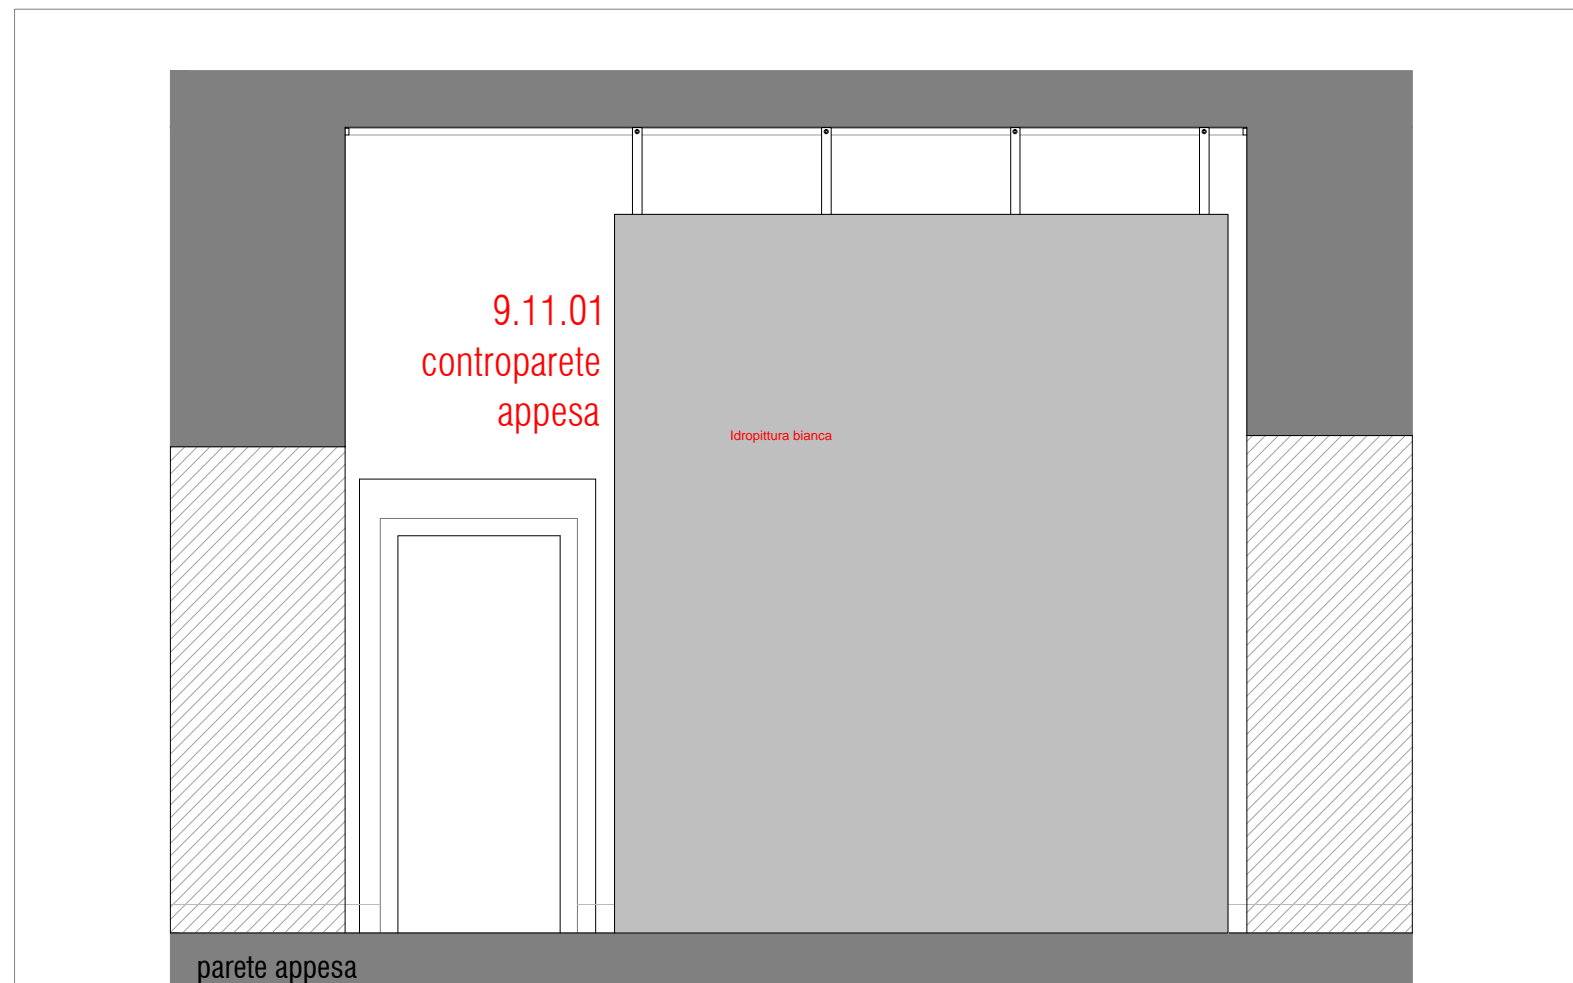 9.11.01
controparete
appesa
Idropittura bianca
parete appesa